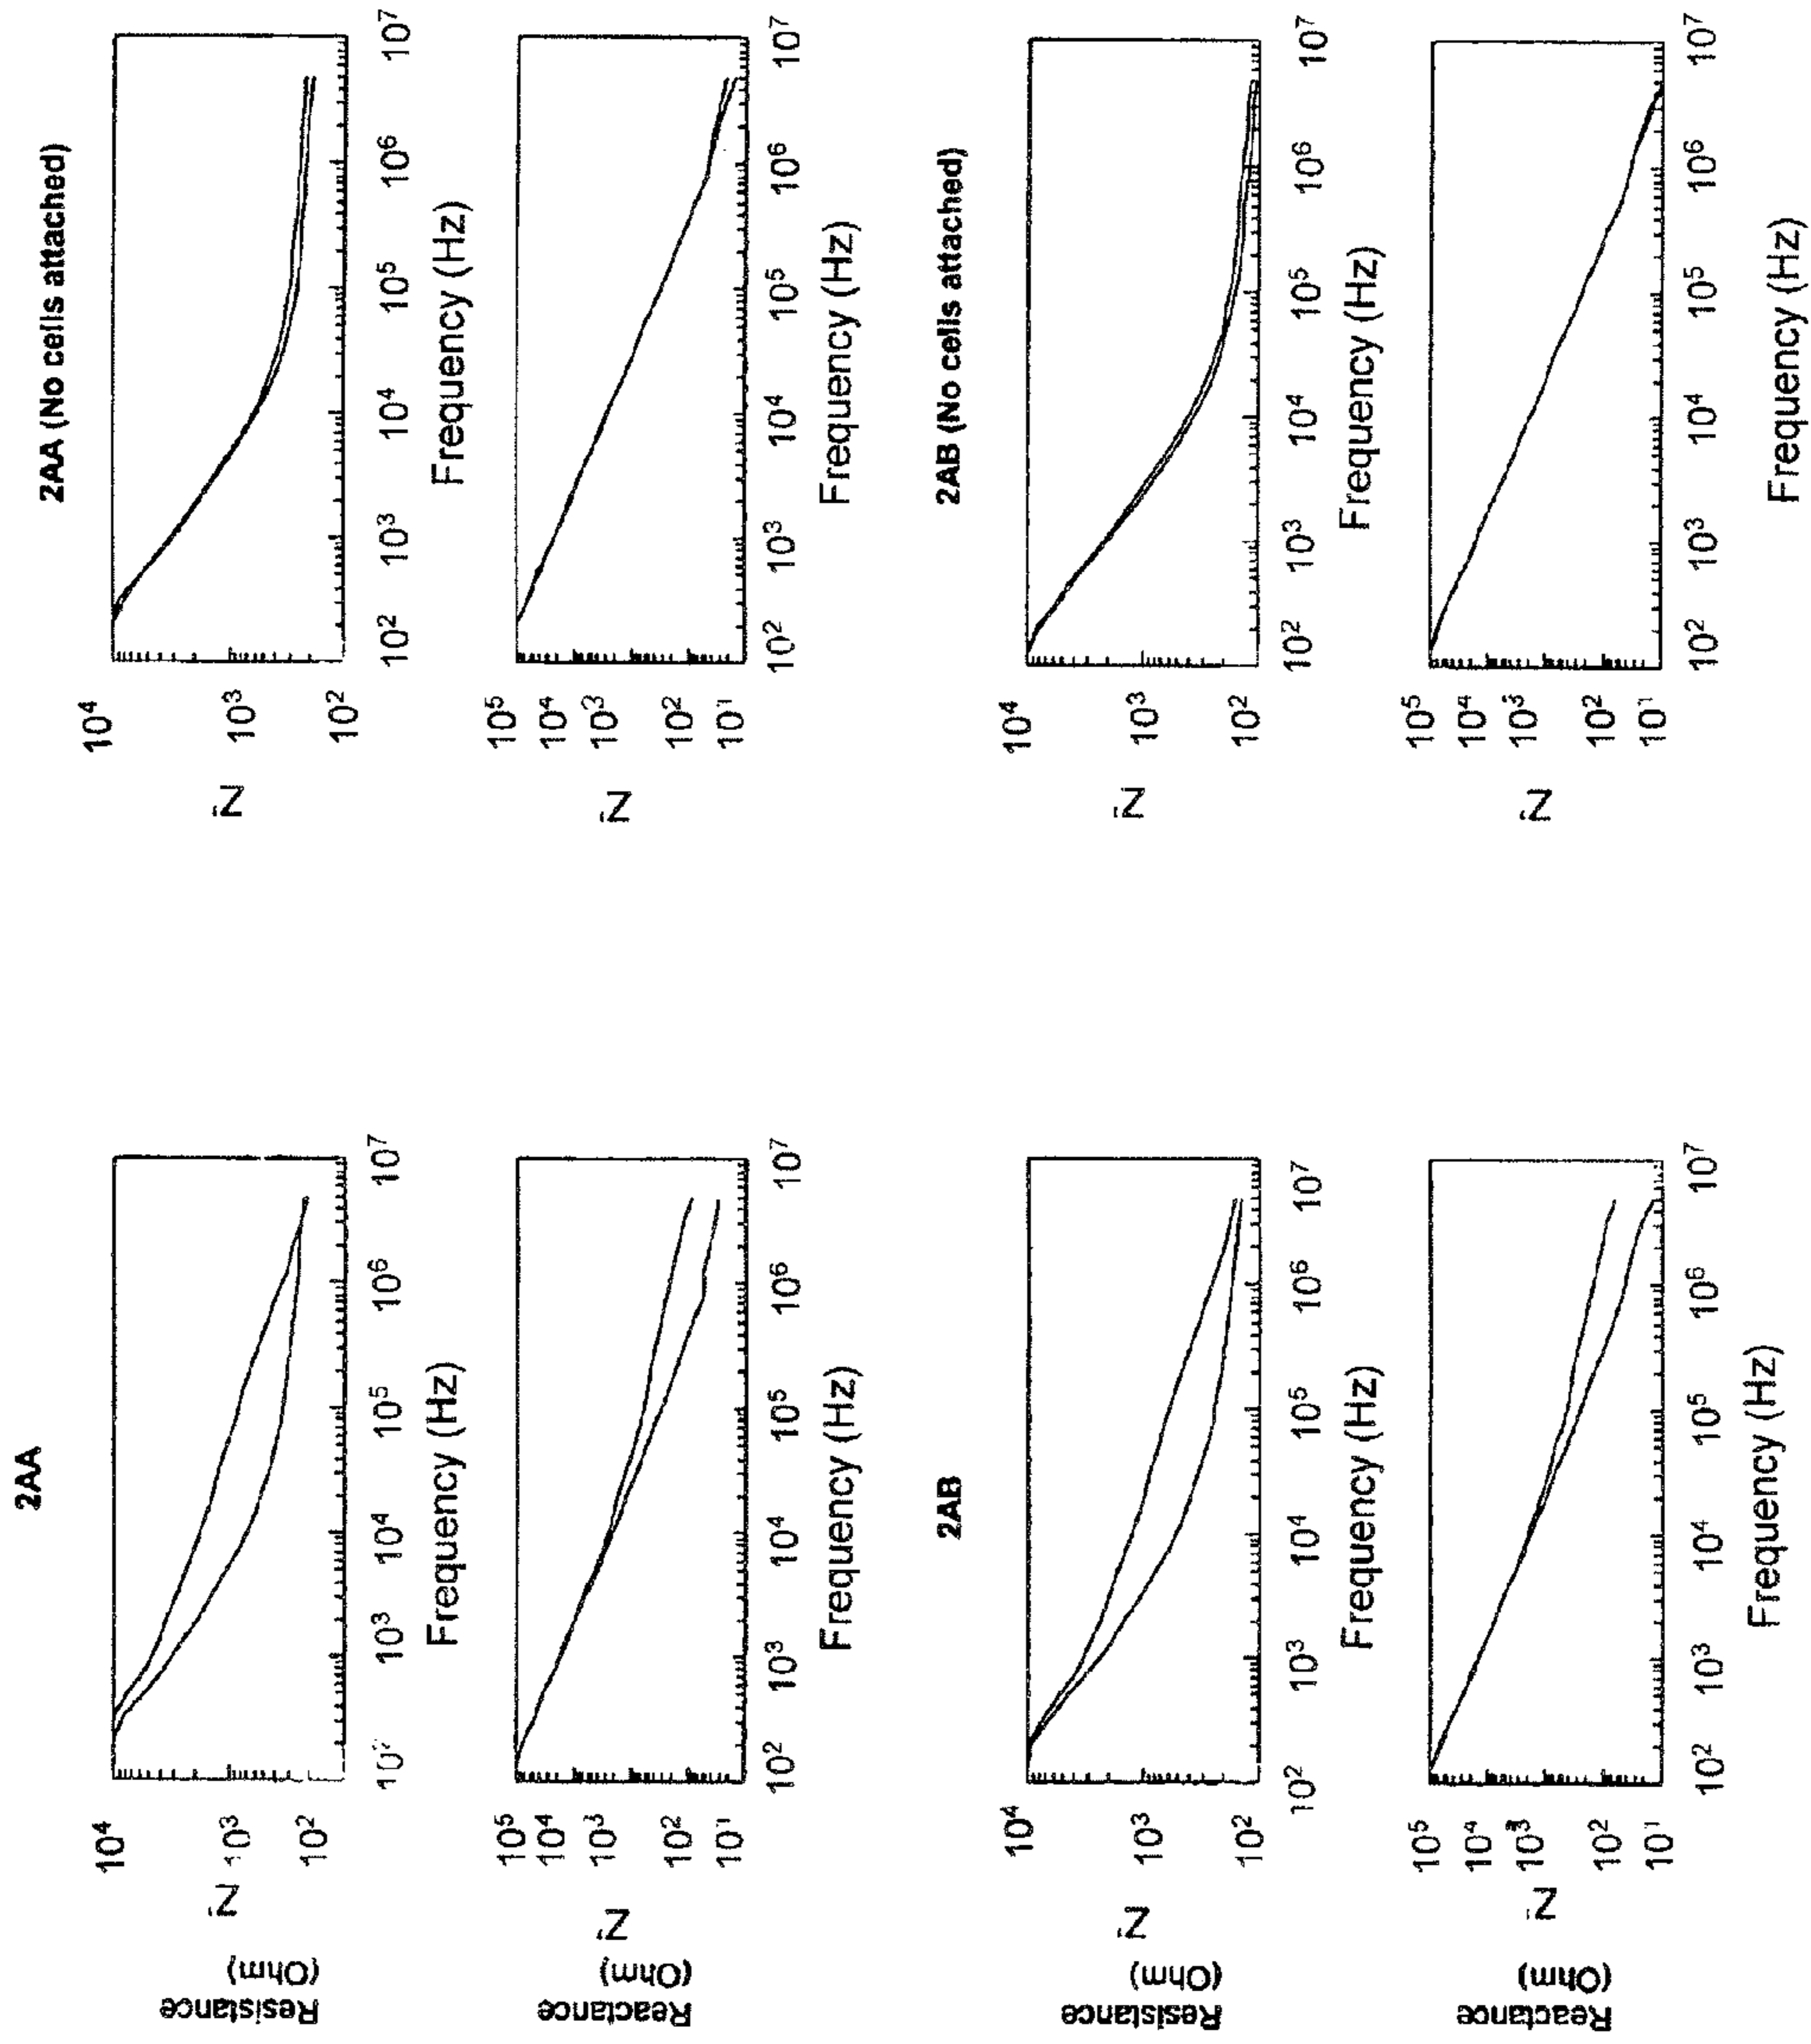 2AA
Resistance
(Ohm)
Z'
10⁴
10³
10²
10² 10³ 10⁴ 10⁵ 10⁶ 10⁷
Frequency (Hz)
Reactance
(Ohm)
Z'
10⁵
10⁴
10³
10²
10¹
10² 10³ 10⁴ 10⁵ 10⁶ 10⁷
Frequency (Hz)
2AA (No cells attached)
Z'
10⁴
10³
10²
10² 10³ 10⁴ 10⁵ 10⁶ 10⁷
Frequency (Hz)
Z'
10⁵
10⁴
10³
10²
10¹
10² 10³ 10⁴ 10⁵ 10⁶ 10⁷
Frequency (Hz)
2AB
Resistance
(Ohm)
Z'
10⁴
10³
10²
10² 10³ 10⁴ 10⁵ 10⁶ 10⁷
Frequency (Hz)
Reactance
(Ohm)
Z'
10⁵
10⁴
10³
10²
10¹
10² 10³ 10⁴ 10⁵ 10⁶ 10⁷
Frequency (Hz)
2AB (No cells attached)
Z'
10⁴
10³
10²
10² 10³ 10⁴ 10⁵ 10⁶ 10⁷
Frequency (Hz)
Z'
10⁵
10⁴
10³
10²
10¹
10² 10³ 10⁴ 10⁵ 10⁶ 10⁷
Frequency (Hz)